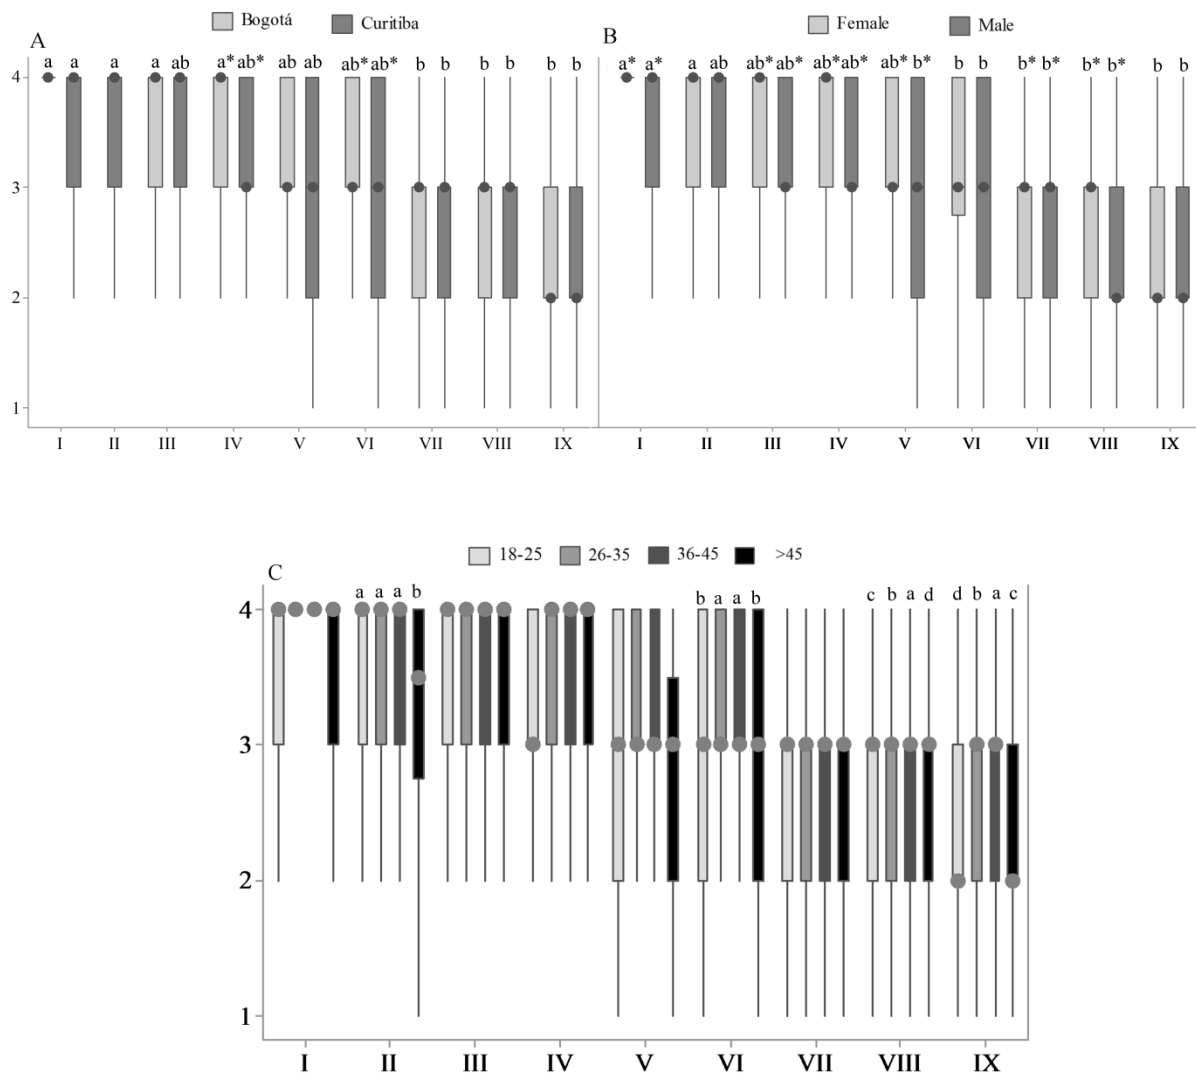 Bogotá Curitiba
A
a a a a ab a* ab* ab ab ab* ab* b b b b b b
4
3
2
1
I II III IV V VI VII VIII IX
Female Male
B
a* a* a ab ab* ab* ab* ab* ab* b* b b b* b* b* b* b b
I II III IV V VI VII VIII IX
18-25 26-35 36-45 >45
C
a a a b b a a b c b a d d b a c
4
3
2
1
I II III IV V VI VII VIII IX